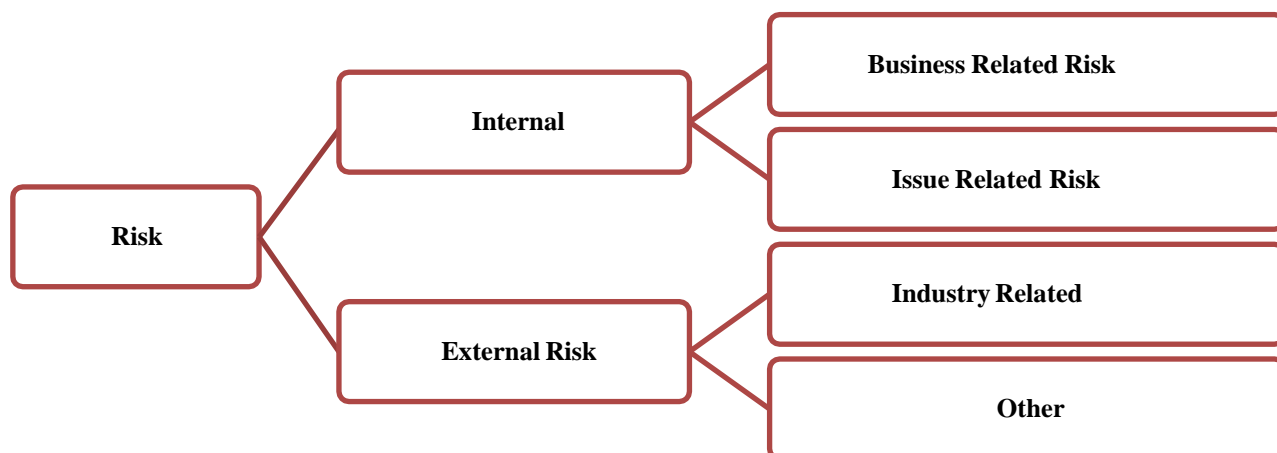 Business Related Risk
Internal
Issue Related Risk
Risk
Industry Related
External Risk
Other